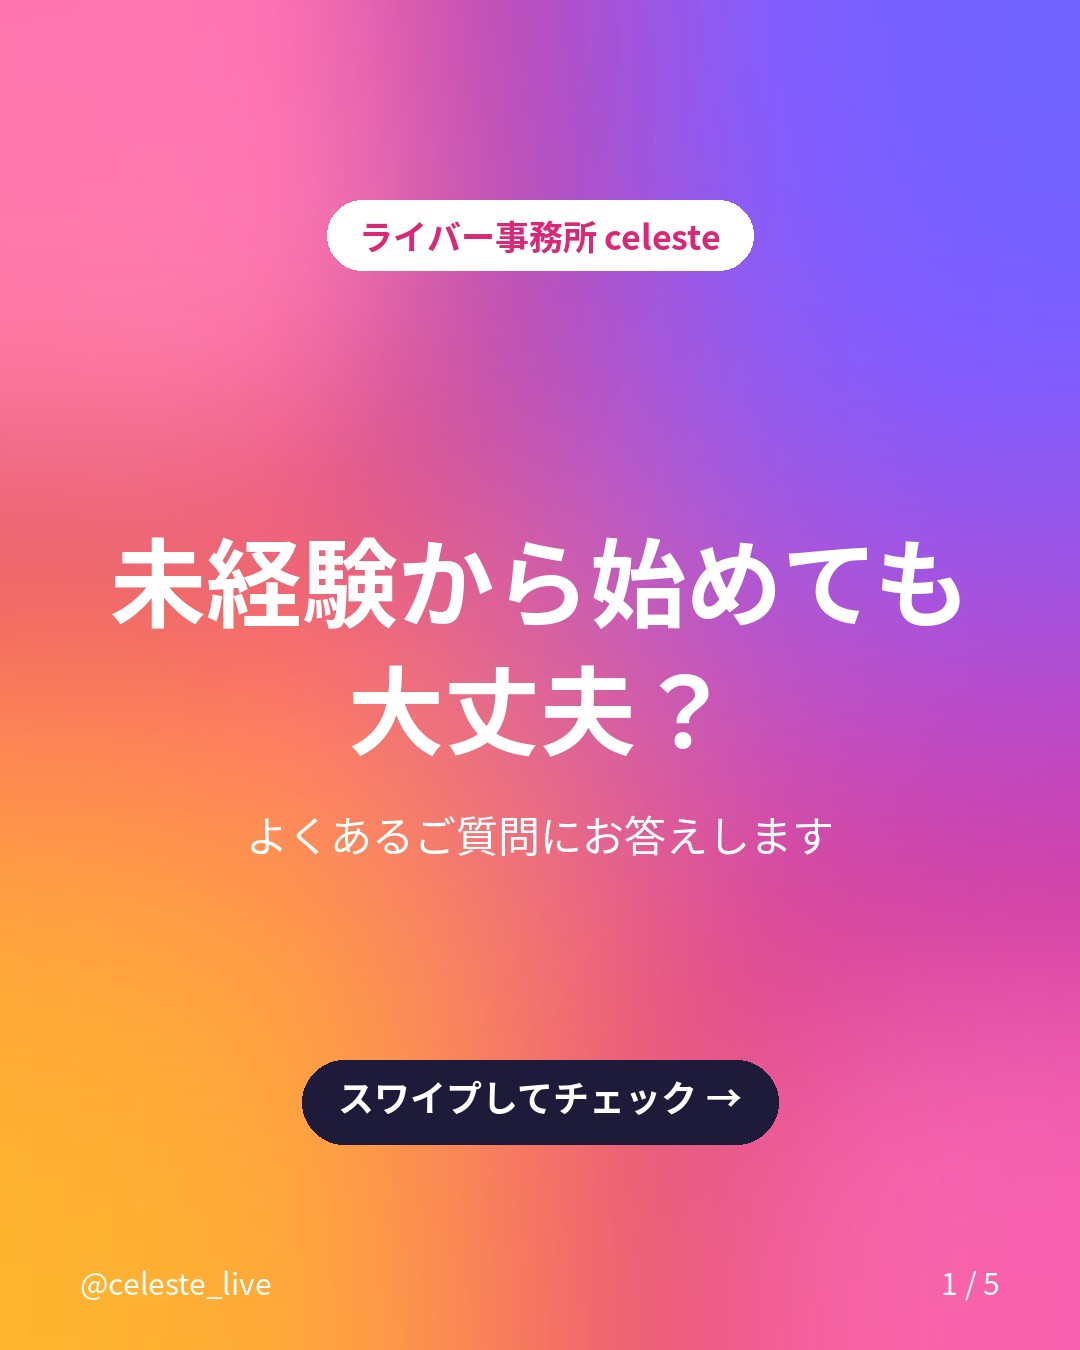 ライバー事務所 celeste
未経験から始めても
大丈夫？
よくあるご質問にお答えします
スワイプしてチェック →
@celeste_live
1 / 5